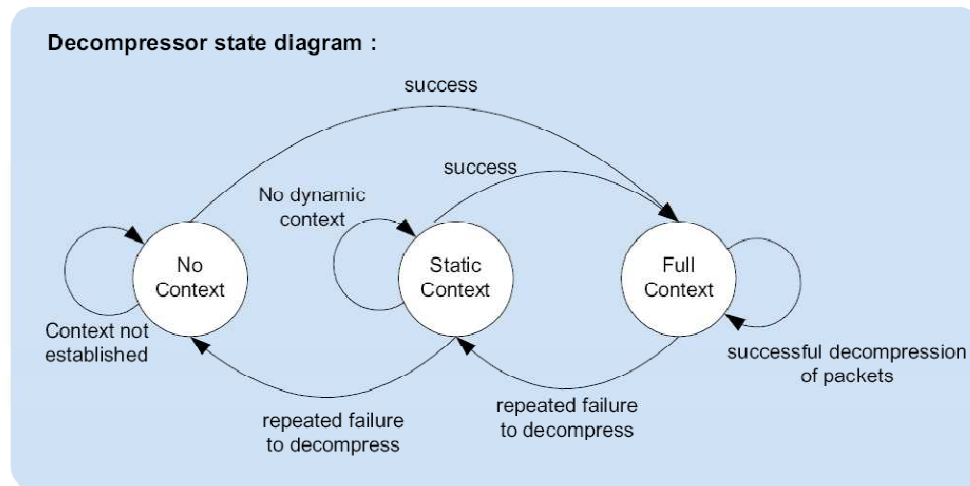 Decompressor state diagram :
success
success
No dynamic
context
No
Context
Static
Context
Full
Context
Context not
established
successful decompression
of packets
repeated failure
to decompress
repeated failure
to decompress